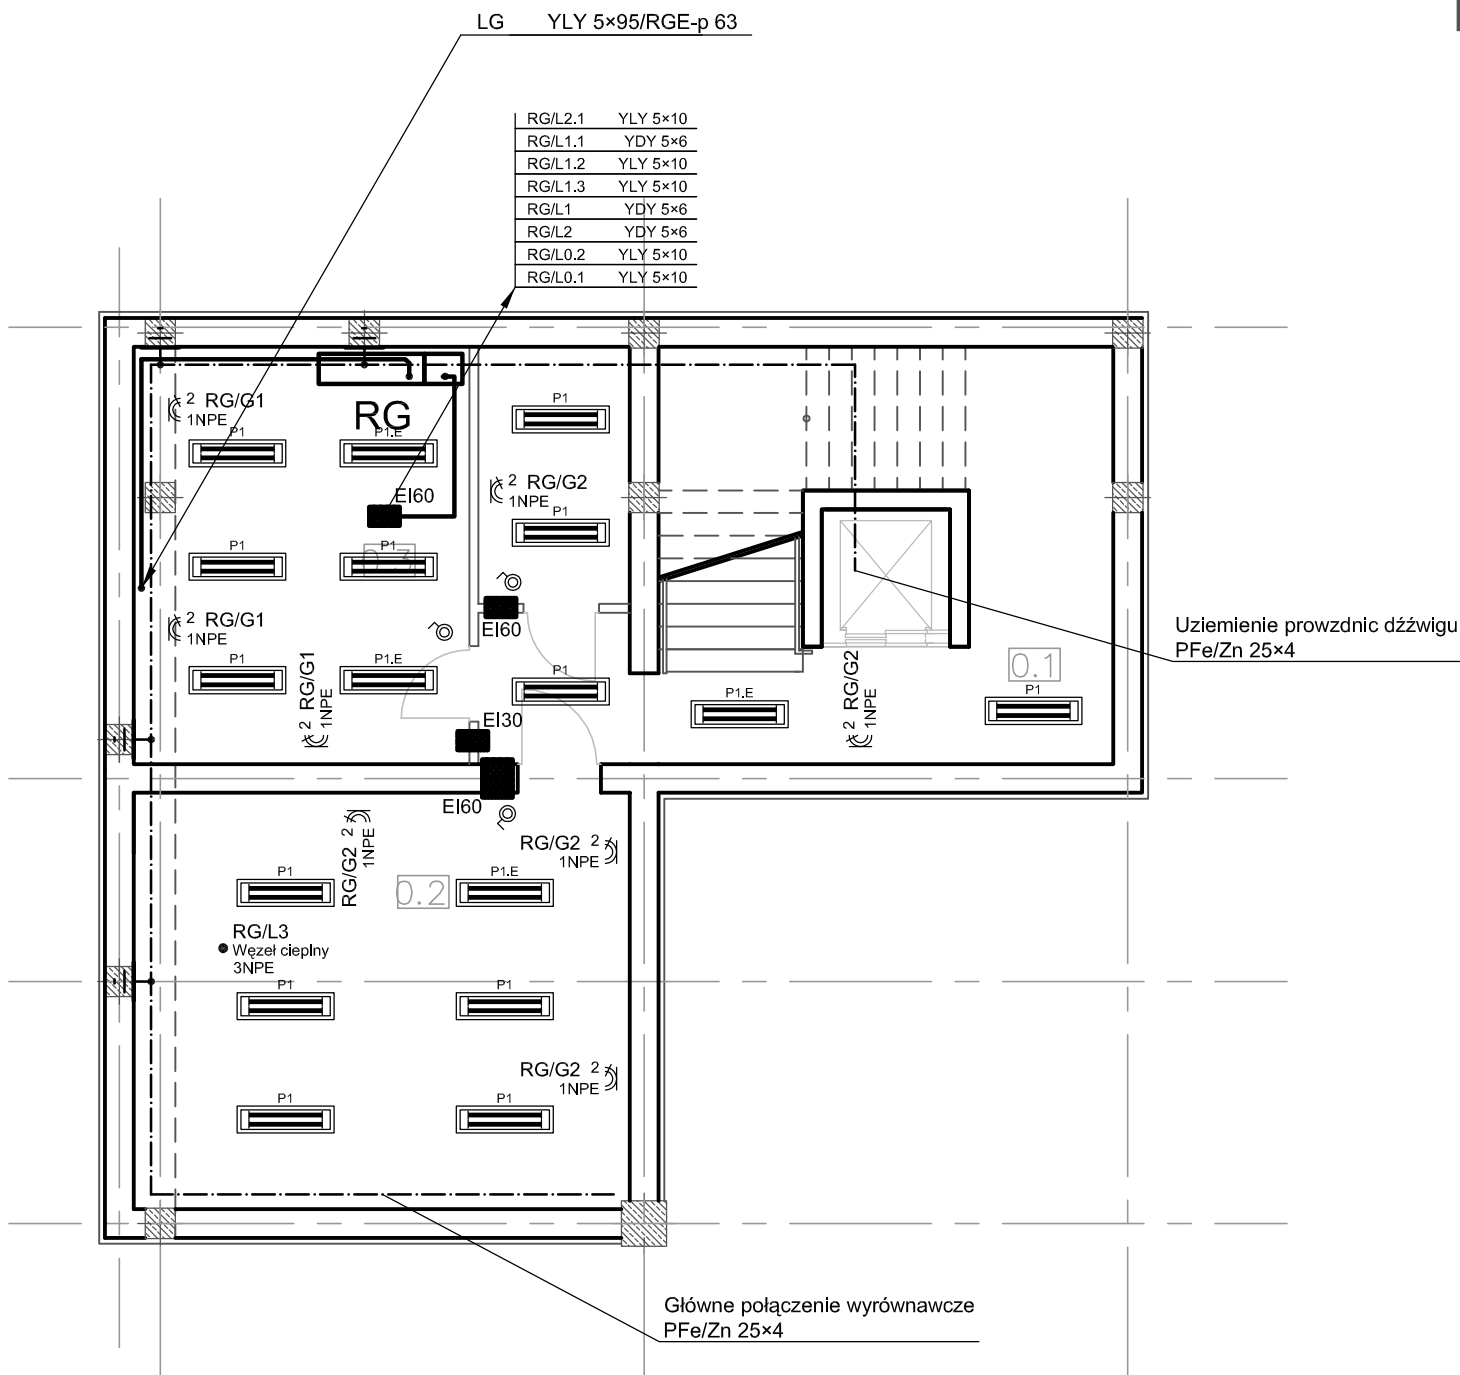 LG YLY 5×95/RGE-p 63
RG/L2.1 YLY 5×10
RG/L1.1 YDY 5×6
RG/L1.2 YLY 5×10
RG/L1.3 YLY 5×10
RG/L1 YDY 5×6
RG/L2 YDY 5×6
RG/L0.2 YLY 5×10
RG/L0.1 YLY 5×10
2 RG/G1
1NPE
RG
P1
P1
P1.E
2 RG/G2
1NPE
EI60
P1
P1
P1
0.3
2 RG/G1
1NPE
EI60
Uziemienie prowzdnic dźźwigu
PFe/Zn 25×4
P1
P1.E
2 RG/G1
1NPE
P1
P1.E
2 RG/G2
1NPE
0.1
P1
EI30
EI60
RG/G2 2
1NPE
RG/G2 2
1NPE
P1
0.2
P1.E
RG/L3
Węzeł cieplny
3NPE
P1
P1
RG/G2 2
1NPE
P1
P1
Główne połączenie wyrównawcze
PFe/Zn 25×4